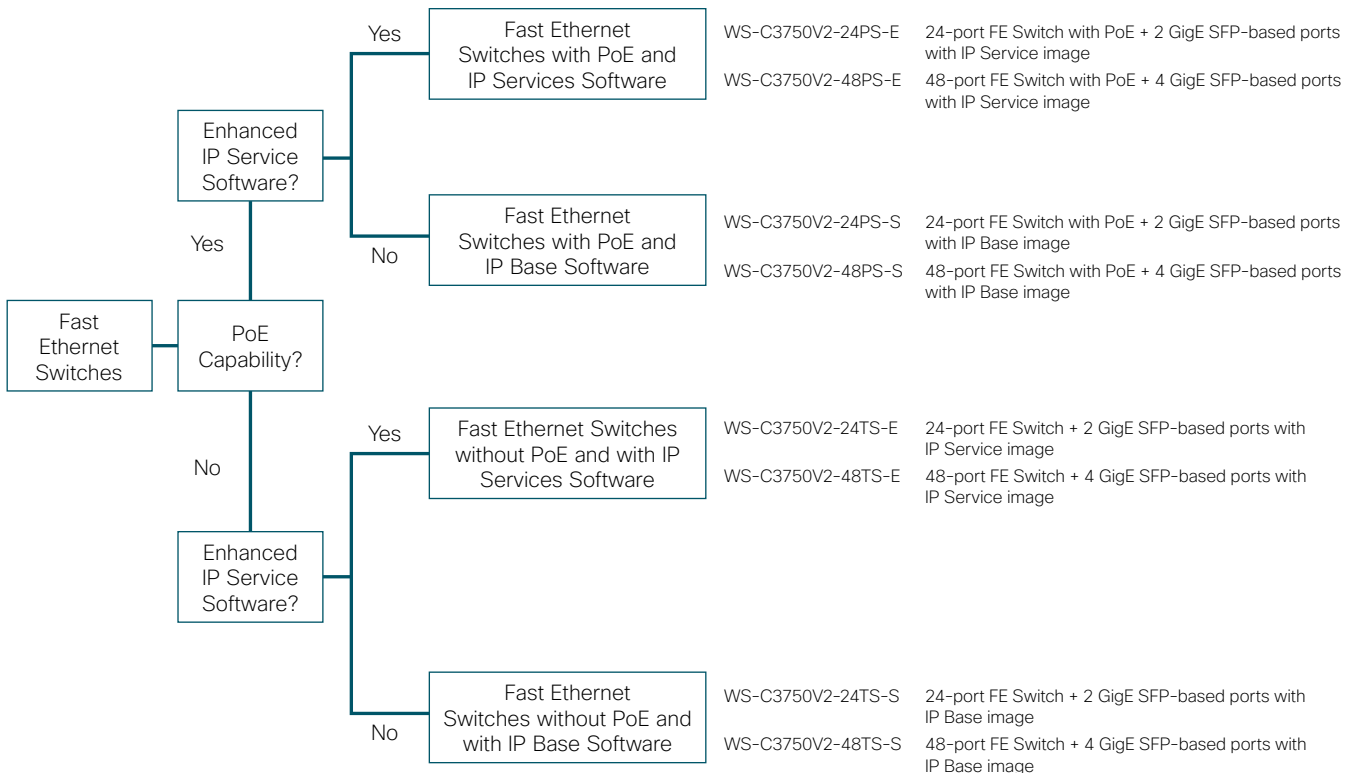 Yes
Fast Ethernet
Switches with PoE and
IP Services Software
WS-C3750V2-24PS-E
24-port FE Switch with PoE + 2 GigE SFP-based ports
with IP Service image
WS-C3750V2-48PS-E
48-port FE Switch with PoE + 4 GigE SFP-based ports
with IP Service image
Enhanced
IP Service
Software?
No
Fast Ethernet
Switches with PoE and
IP Base Software
WS-C3750V2-24PS-S
24-port FE Switch with PoE + 2 GigE SFP-based ports
with IP Base image
WS-C3750V2-48PS-S
48-port FE Switch with PoE + 4 GigE SFP-based ports
with IP Base image
Yes
Fast
Ethernet
Switches
PoE
Capability?
No
Yes
Fast Ethernet Switches
without PoE and with IP
Services Software
WS-C3750V2-24TS-E
24-port FE Switch + 2 GigE SFP-based ports with
IP Service image
WS-C3750V2-48TS-E
48-port FE Switch + 4 GigE SFP-based ports with
IP Service image
Enhanced
IP Service
Software?
No
Fast Ethernet
Switches without PoE and
with IP Base Software
WS-C3750V2-24TS-S
24-port FE Switch + 2 GigE SFP-based ports with
IP Base image
WS-C3750V2-48TS-S
48-port FE Switch + 4 GigE SFP-based ports with
IP Base image